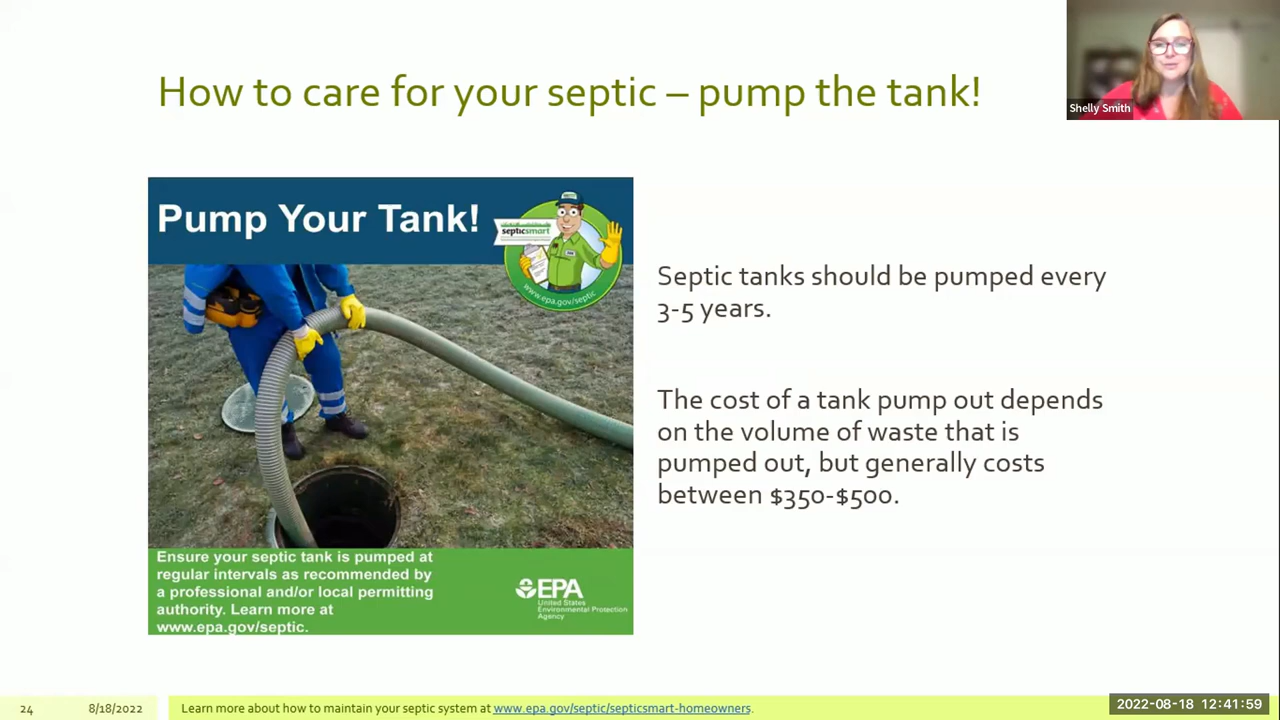 How to care for your septic – pump the tank!
Shelly Smith
Pump Your Tank!
septicsmart
www.epa.gov/septic
Septic tanks should be pumped every
3-5 years.
The cost of a tank pump out depends
on the volume of waste that is
pumped out, but generally costs
between $350-$500.
Ensure your septic tank is pumped at
regular intervals as recommended by
a professional and/or local permitting
authority. Learn more at
www.epa.gov/septic.
EPA
United States
Environmental Protection
Agency
24
8/18/2022
Learn more about how to maintain your septic system at www.epa.gov/septic/septicsmart-homeowners.
2022-08-18 12:41:59